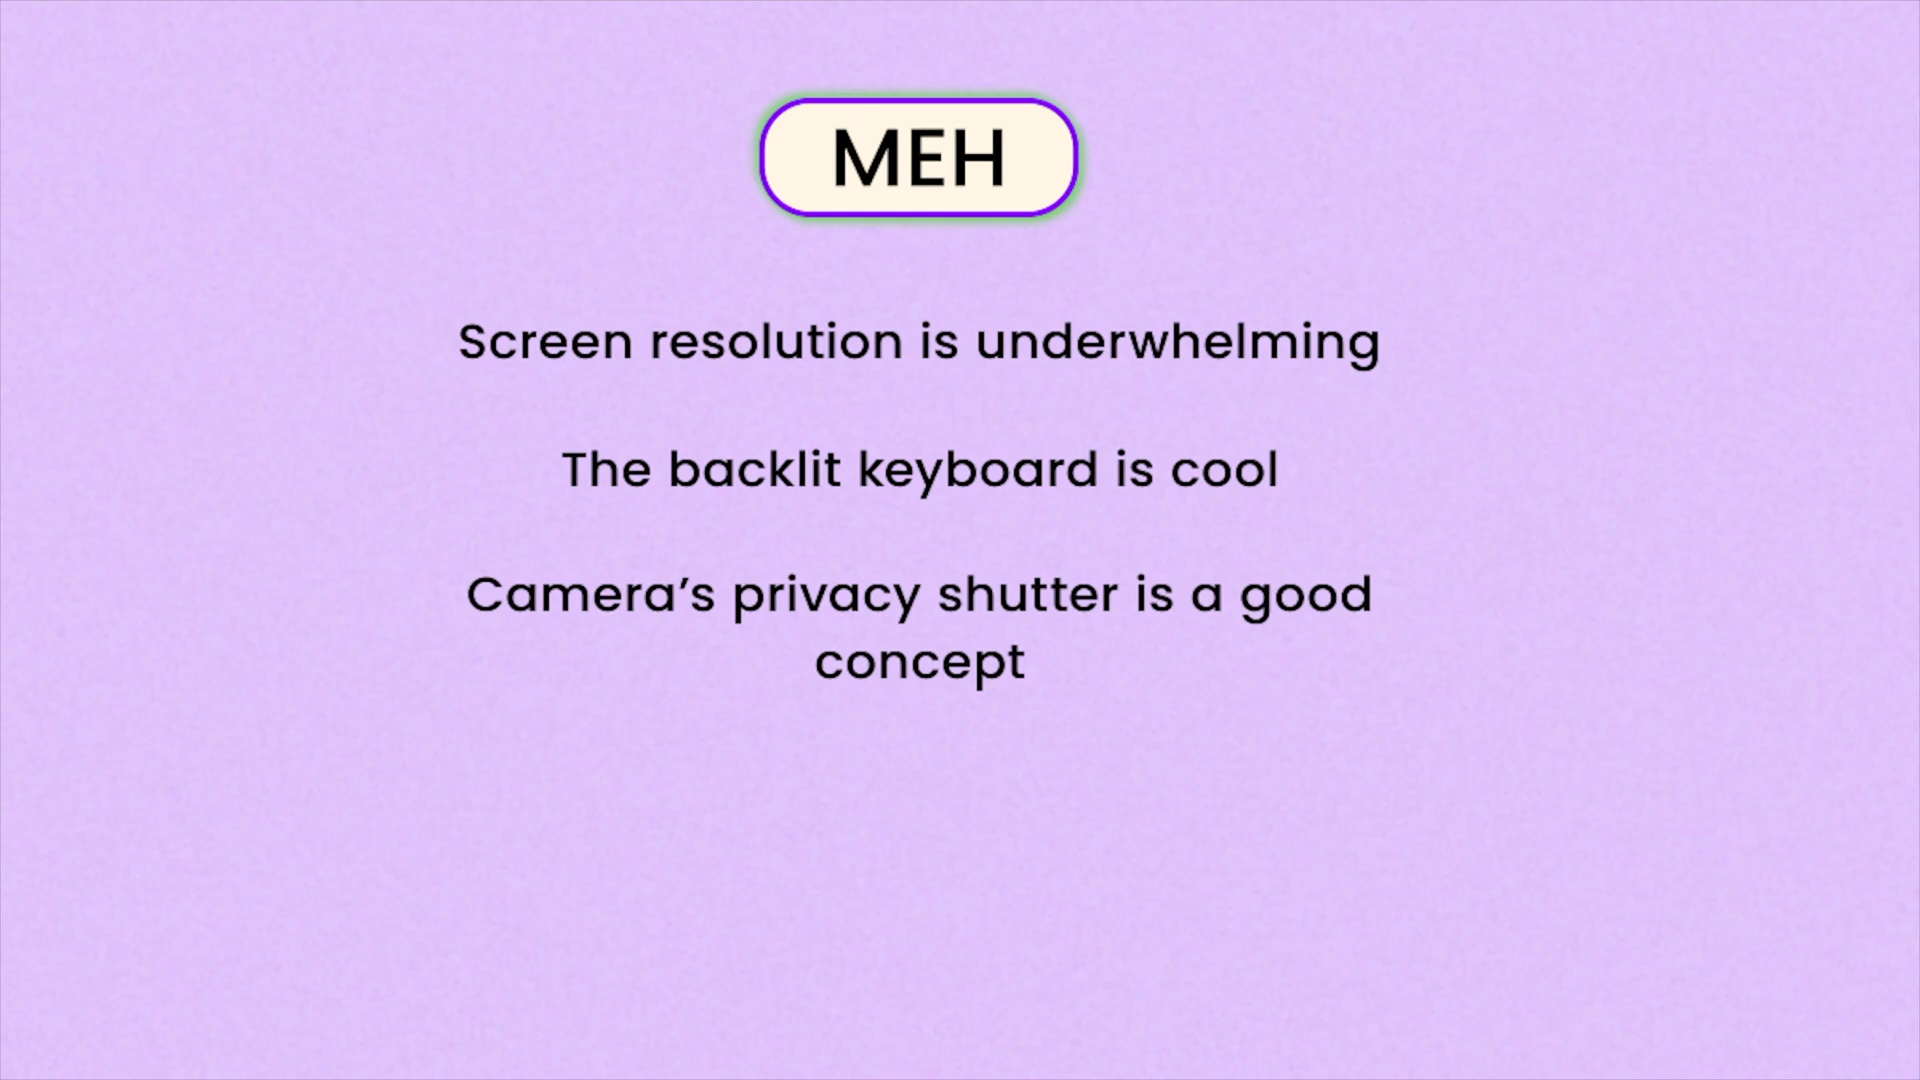 MEH
Screen resolution is underwhelming
The backlit keyboard is cool
Camera’s privacy shutter is a good
concept